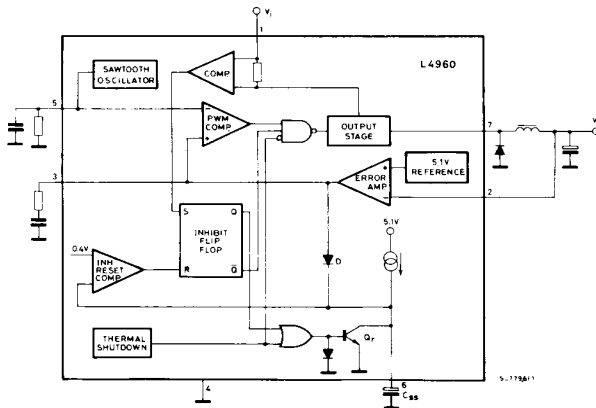 Vi
1
L4960
SAWTOOTH
OSCILLATOR
COMP
5
PWM
COMP
OUTPUT
STAGE
7
V
3
ERROR
AMP
5.1V
REFERENCE
2
S Q
INHIBIT
FLIP
FLOP
R Q̅
5.1V
D
0.4V
INH
RESET
COMP
THERMAL
SHUTDOWN
Qr
4
6
Css